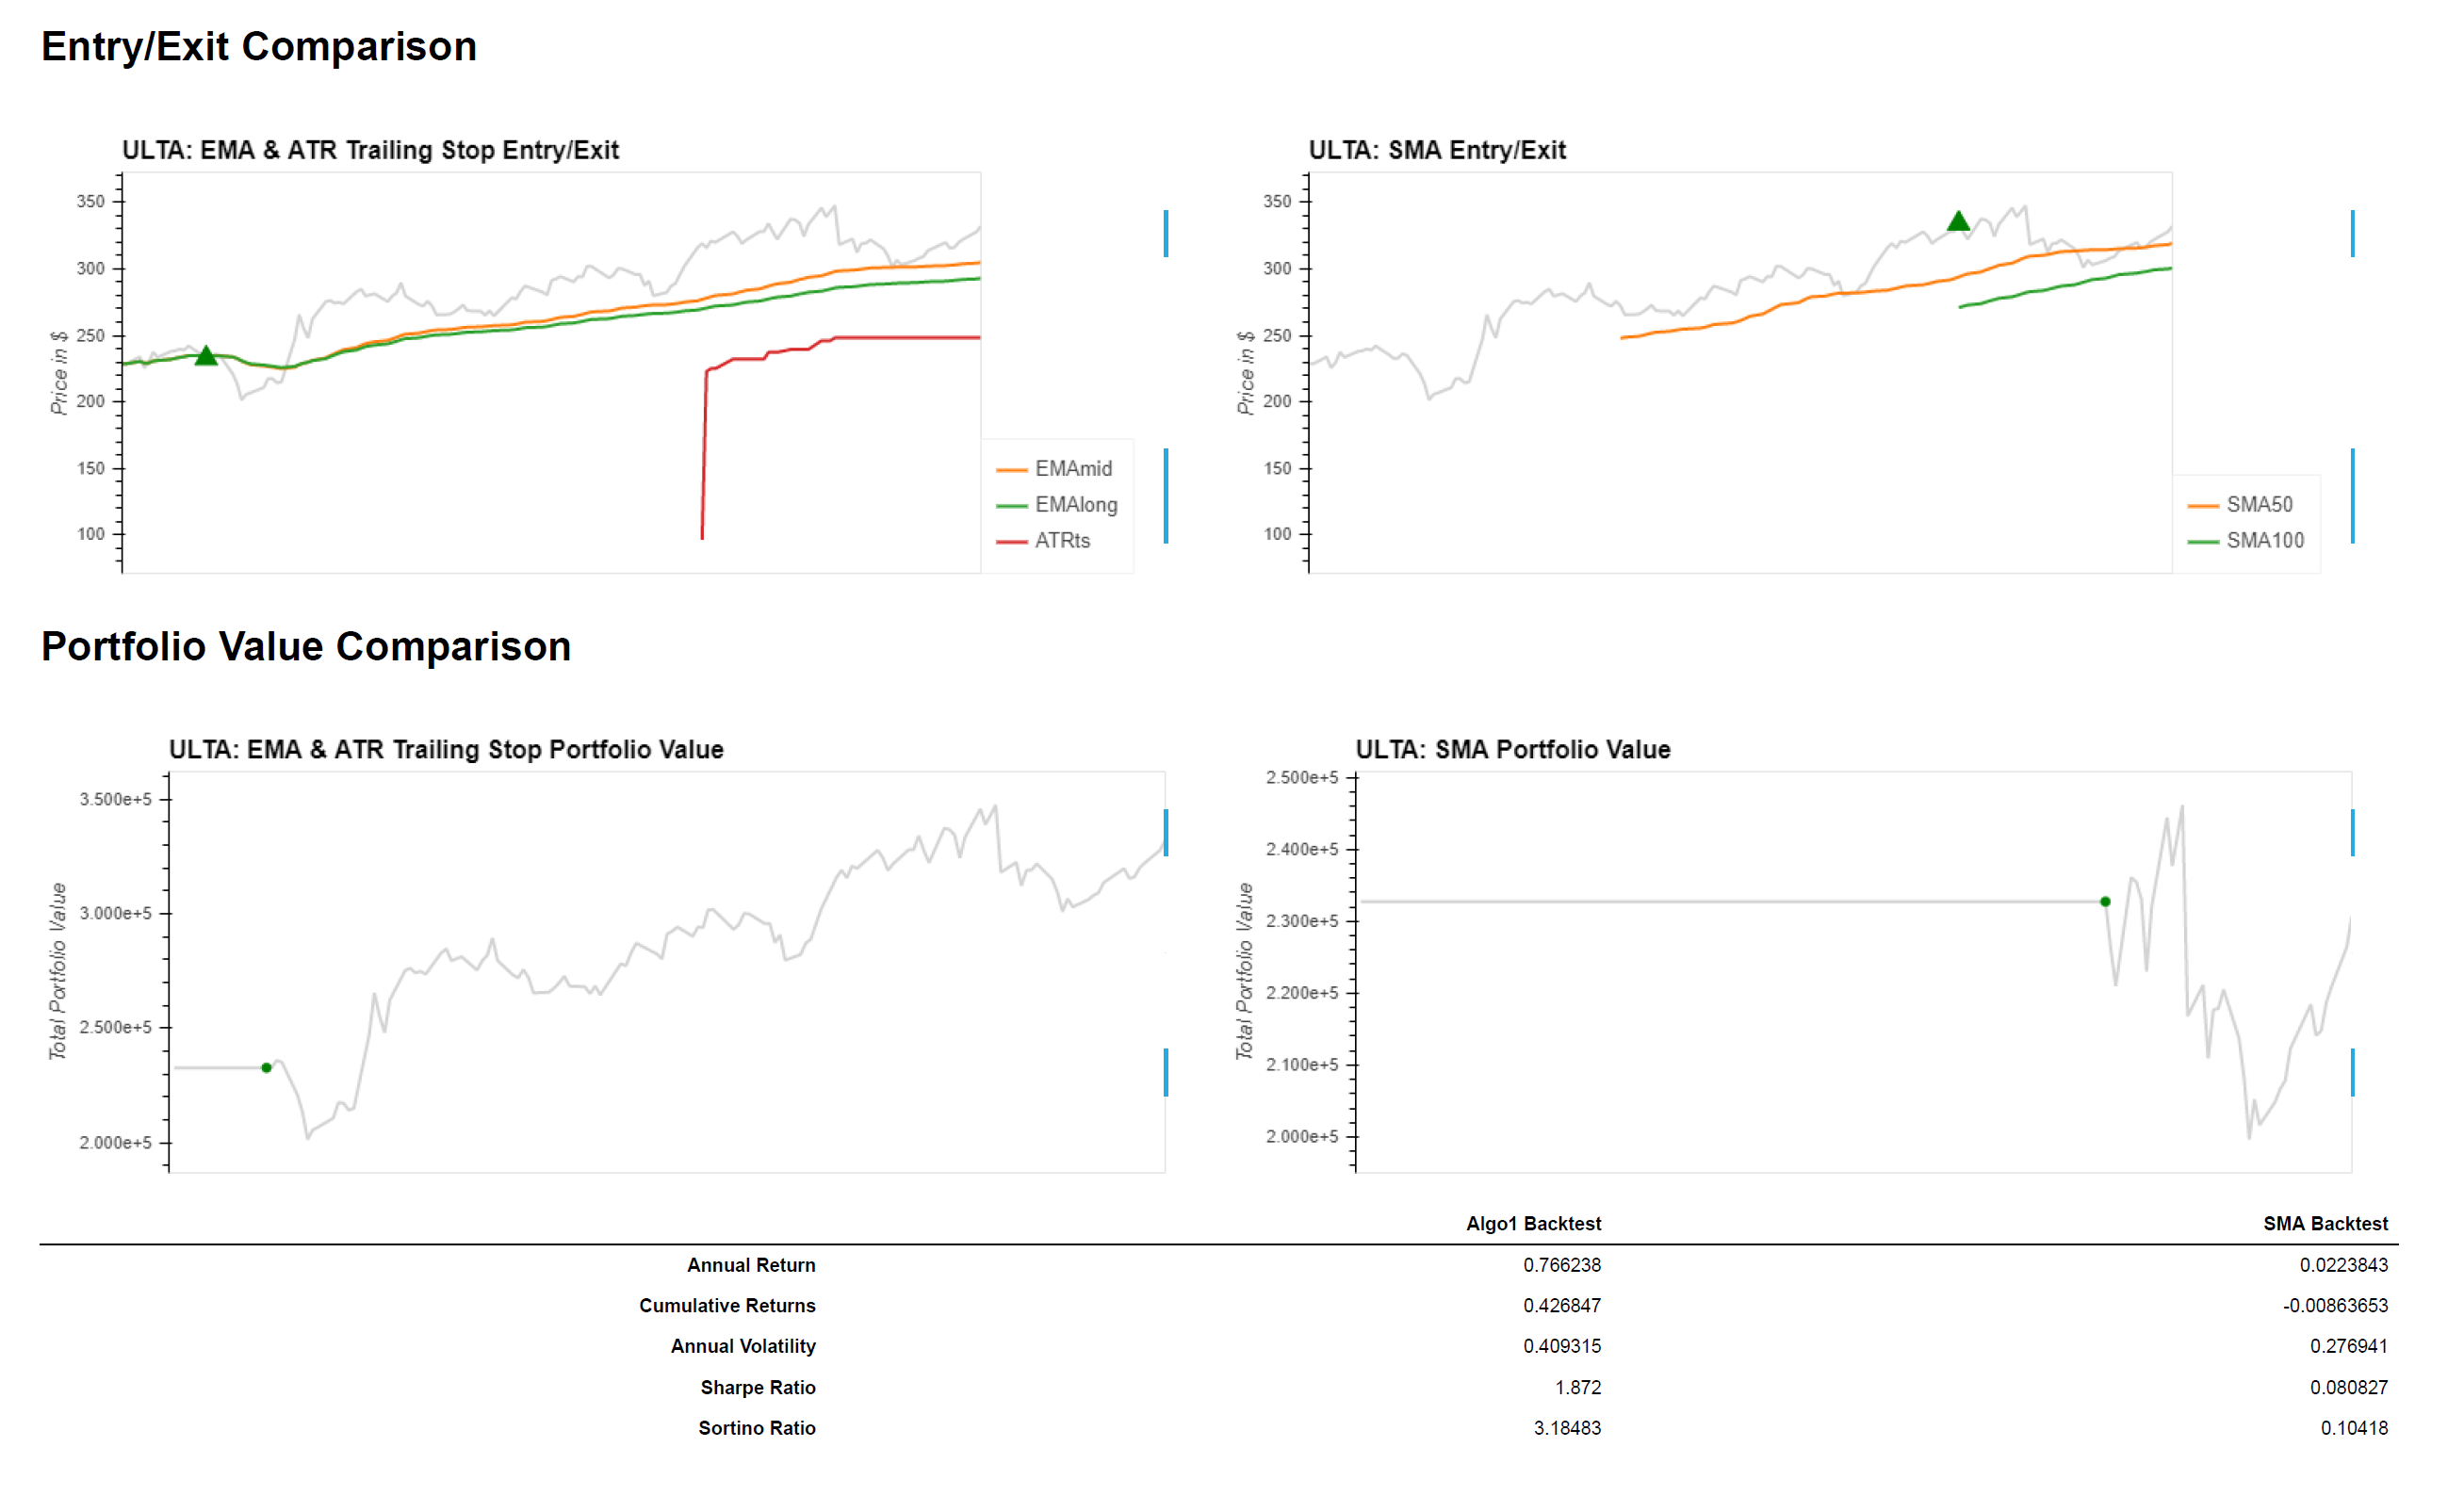 Entry/Exit Comparison
ULTA: EMA & ATR Trailing Stop Entry/Exit
350
300
250
200
150
100
Price in $
EMAmid
EMAlong
ATRts
ULTA: SMA Entry/Exit
350
300
250
200
150
100
Price in $
SMA50
SMA100
Portfolio Value Comparison
ULTA: EMA & ATR Trailing Stop Portfolio Value
3.500e+5
3.000e+5
2.500e+5
2.000e+5
Total Portfolio Value
ULTA: SMA Portfolio Value
2.500e+5
2.400e+5
2.300e+5
2.200e+5
2.100e+5
2.000e+5
Total Portfolio Value
Algo1 Backtest SMA Backtest
Annual Return 0.766238 0.0223843
Cumulative Returns 0.426847 -0.00863653
Annual Volatility 0.409315 0.276941
Sharpe Ratio 1.872 0.080827
Sortino Ratio 3.18483 0.10418